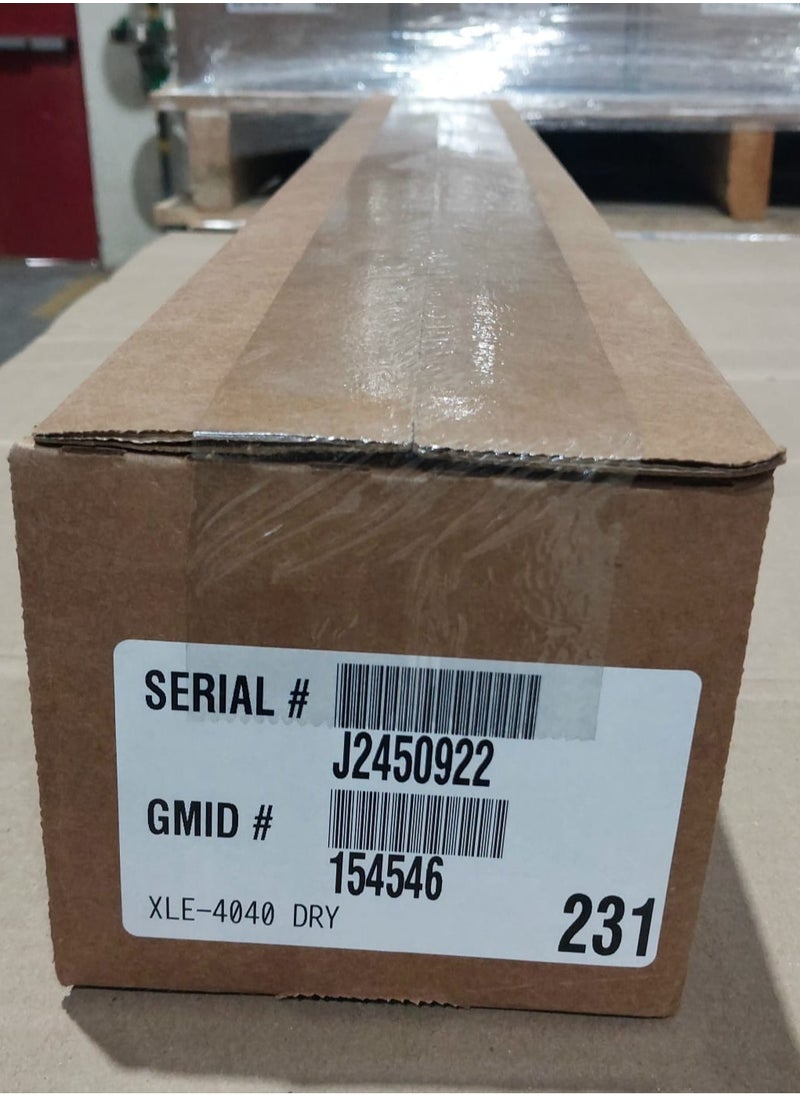 SERIAL #
J2450922
GMID #
154546
XLE-4040 DRY
231